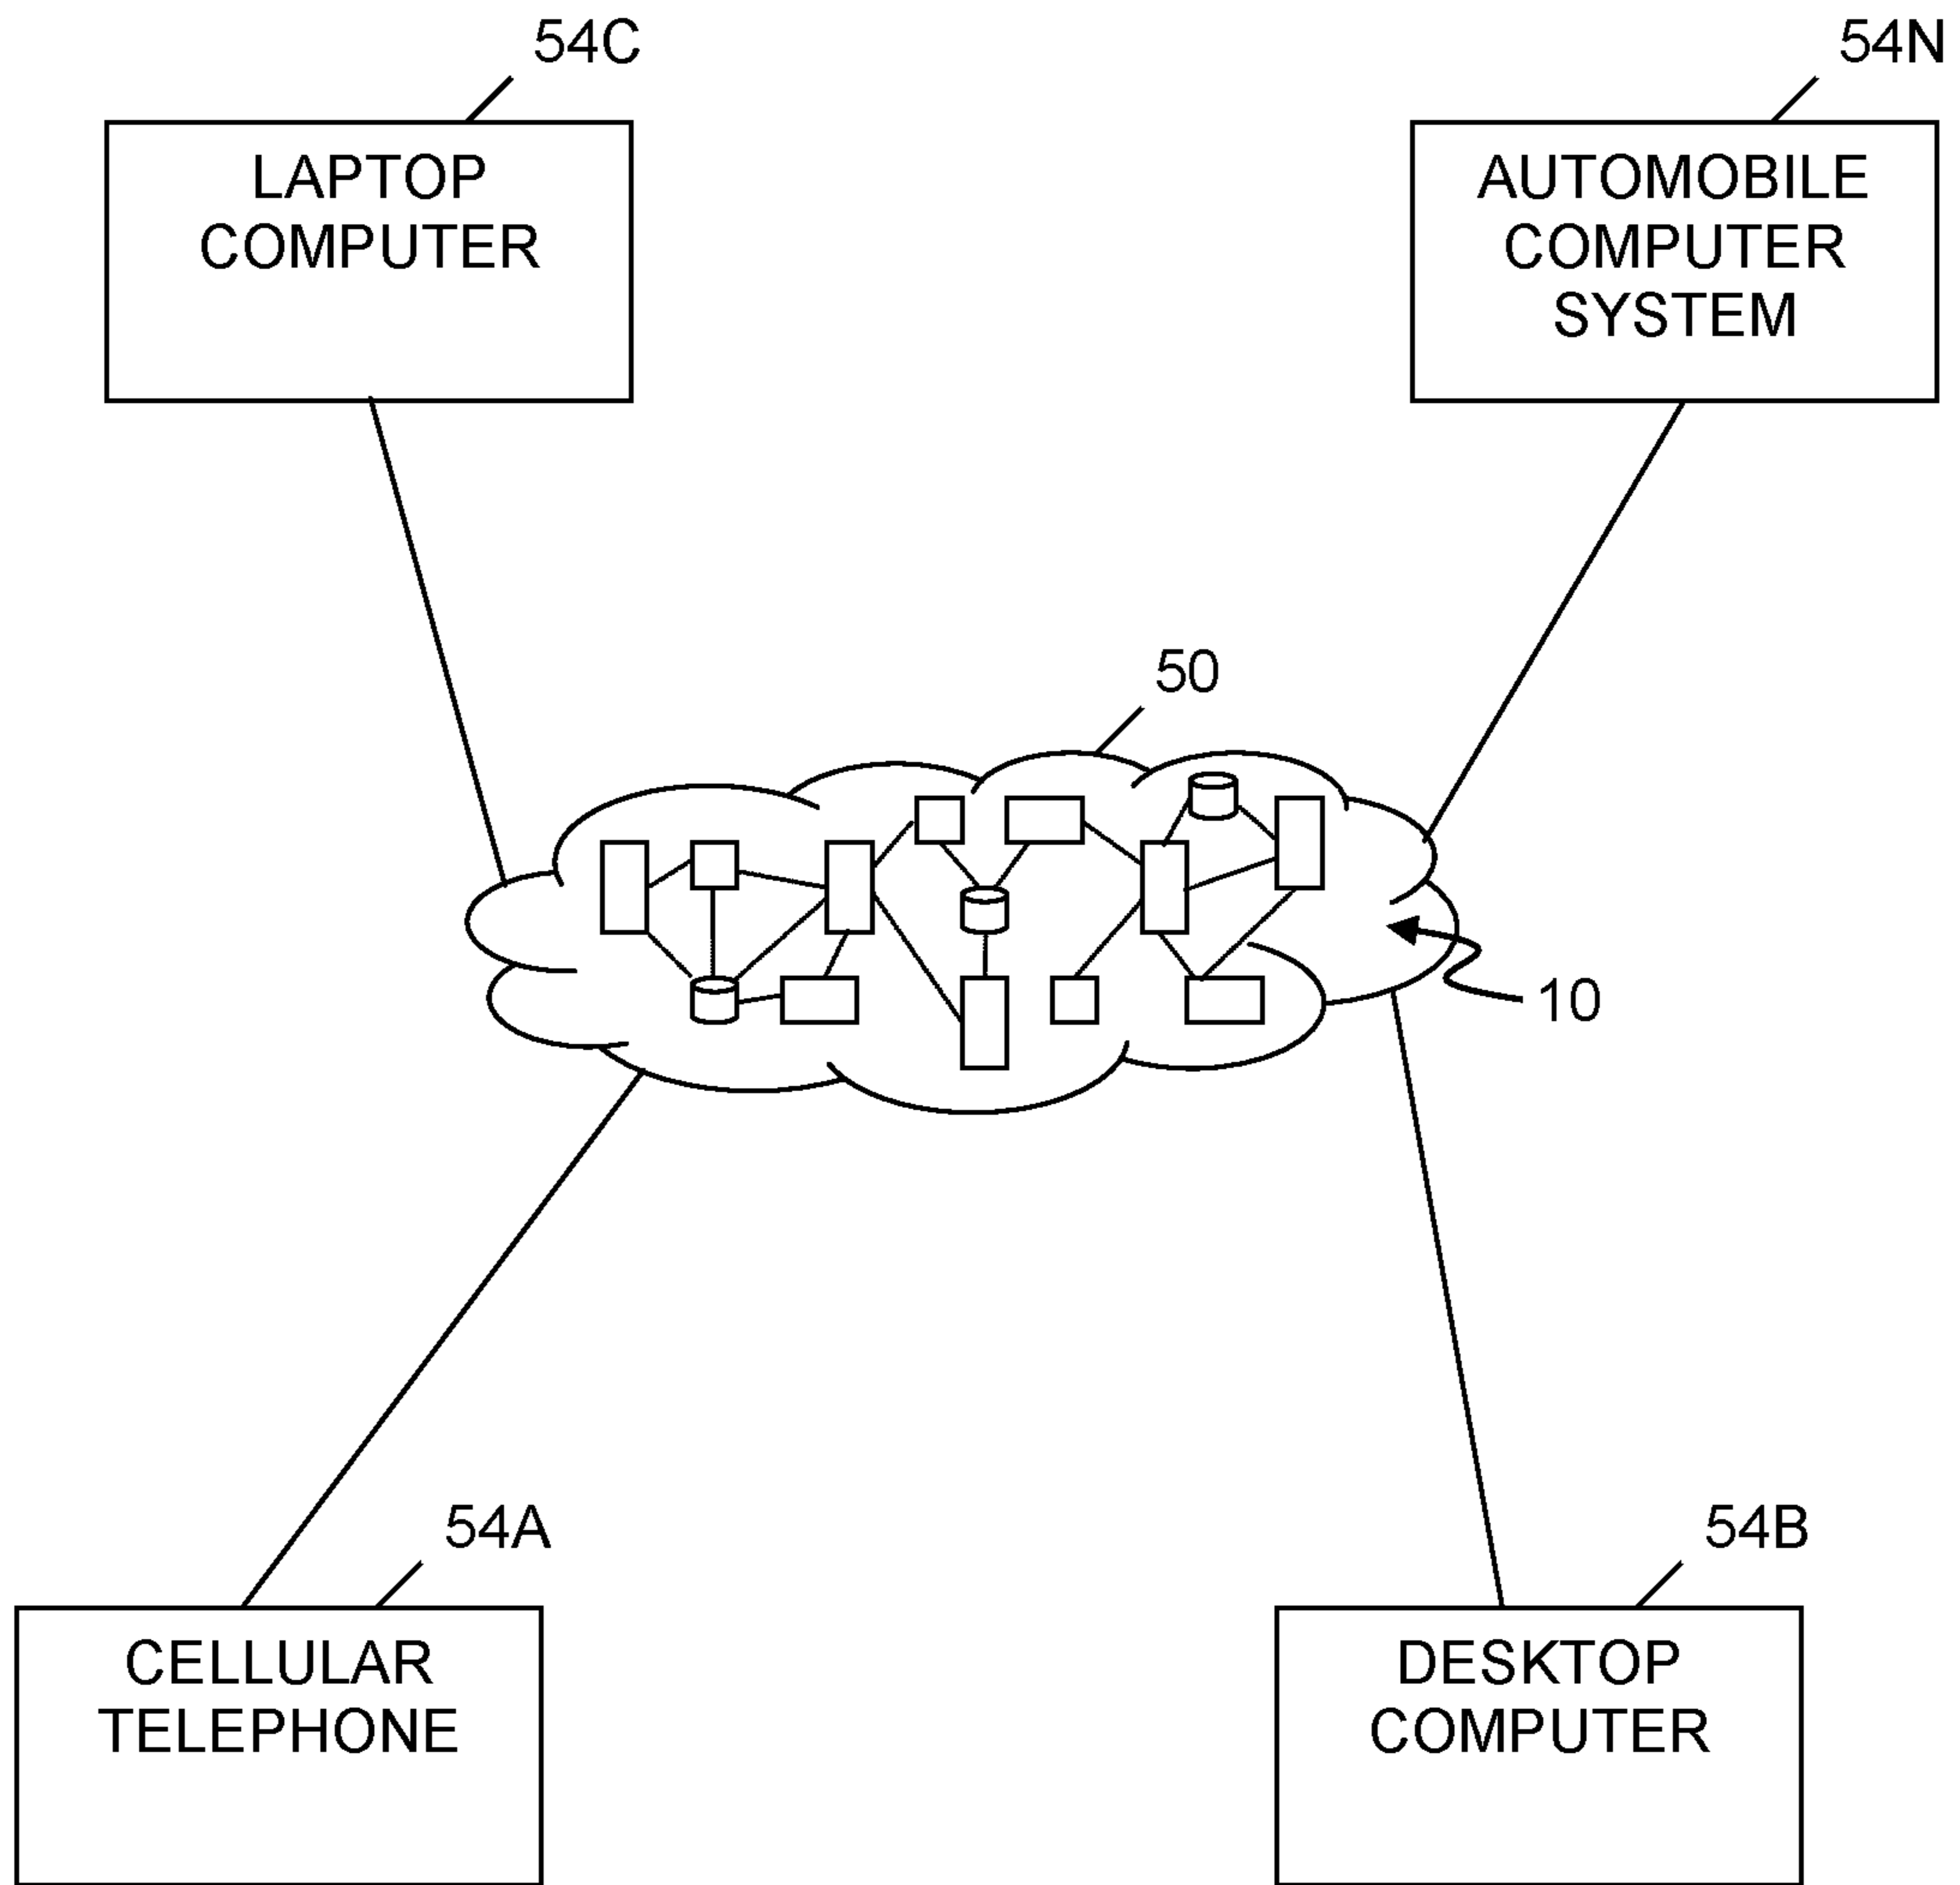 54C
54N
LAPTOP
COMPUTER
AUTOMOBILE
COMPUTER
SYSTEM
50
10
54A
54B
CELLULAR
TELEPHONE
DESKTOP
COMPUTER